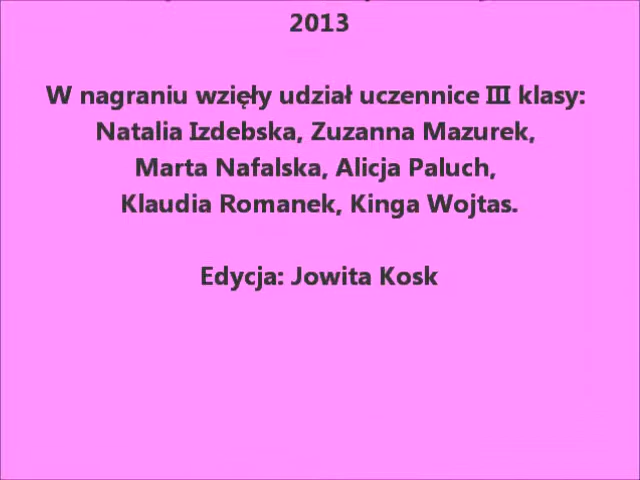 2013
W nagraniu wzięły udział uczennice III klasy:
Natalia Izdebska, Zuzanna Mazurek,
Marta Nafalska, Alicja Paluch,
Klaudia Romanek, Kinga Wojtas.
Edycja: Jowita Kosk